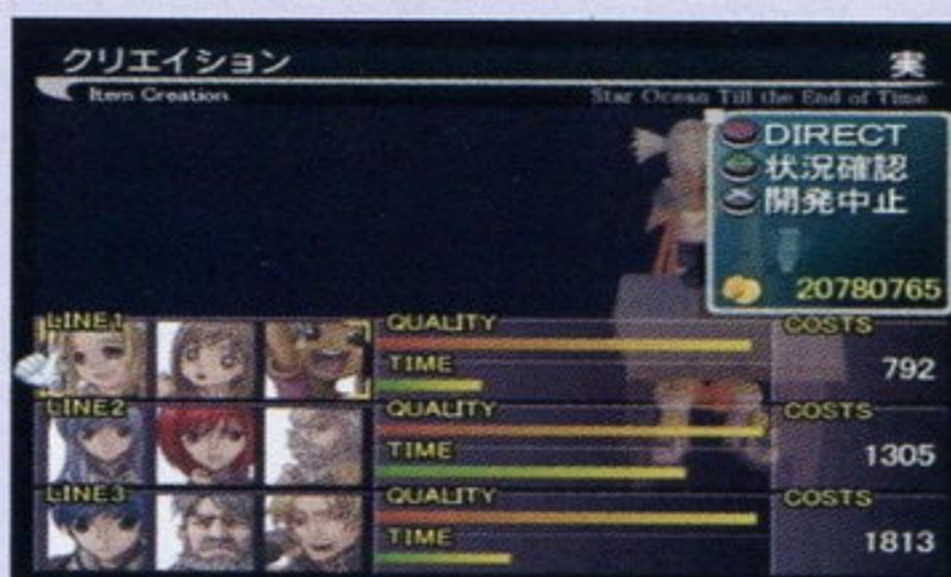 クリエイション 実
Item Creation Star Ocean Till the End of Time
DIRECT
状況確認
開発中止
20780765
LINE1 QUALITY COSTS
TIME 792
LINE2 QUALITY COSTS
TIME 1305
LINE3 QUALITY COSTS
TIME 1813